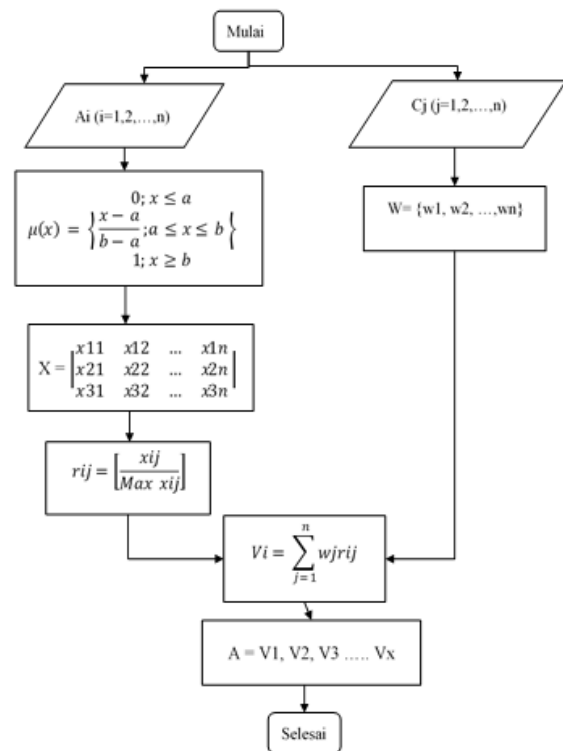 Mulai
Ai (i=1,2,…,n)
Cj (j=1,2,…,n)
0; x ≤ a
μ(x) = { x − a / b − a ; a ≤ x ≤ b {
1; x ≥ b
W= {w1, w2, …,wn}
X = | x11 x12 … x1n |
x21 x22 … x2n
x31 x32 … x3n
rij = [ xij / Max xij ]
Vi = ∑ n j=1 wjrij
A = V1, V2, V3 ….. Vx
Selesai